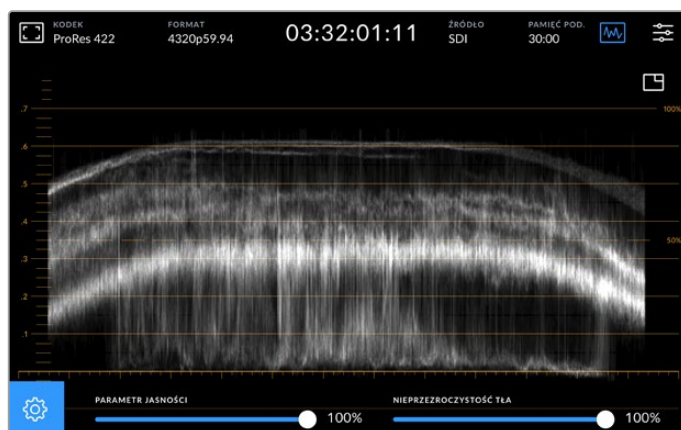 KODEK
ProRes 422
FORMAT
4320p59.94
03:32:01:11
ŹRÓDŁO
SDI
PAMIĘĆ POD.
30:00
.7
100%
.6
.5
50%
.3
.2
.1
PARAMETR JASNOŚCI
100%
NIEPRZEZROCZYSTOŚĆ TŁA
100%